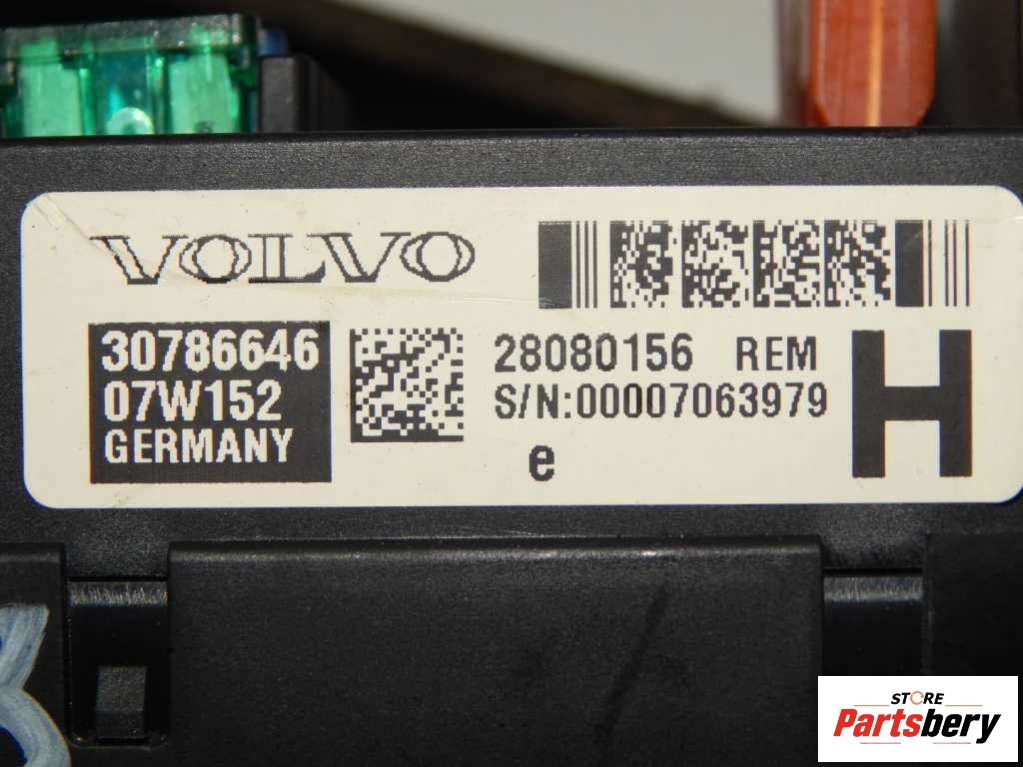 VOLVO
30786646
07W152
GERMANY
28080156 REM
S/N:00007063979
e
H
STORE
Partsbery